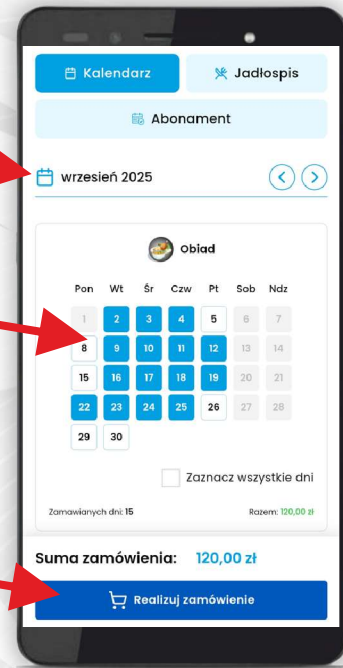 Kalendarz Jadłospis
Abonament
wrzesień 2025
Obiad
Pon Wt Śr Czw Pt Sob Ndz
1 2 3 4 5 6 7
8 9 10 11 12 13 14
15 16 17 18 19 20 21
22 23 24 25 26 27 28
29 30
Zaznacz wszystkie dni
Zamawianych dni: 15 Razem: 120,00 zł
Suma zamówienia: 120,00 zł
Realizuj zamówienie